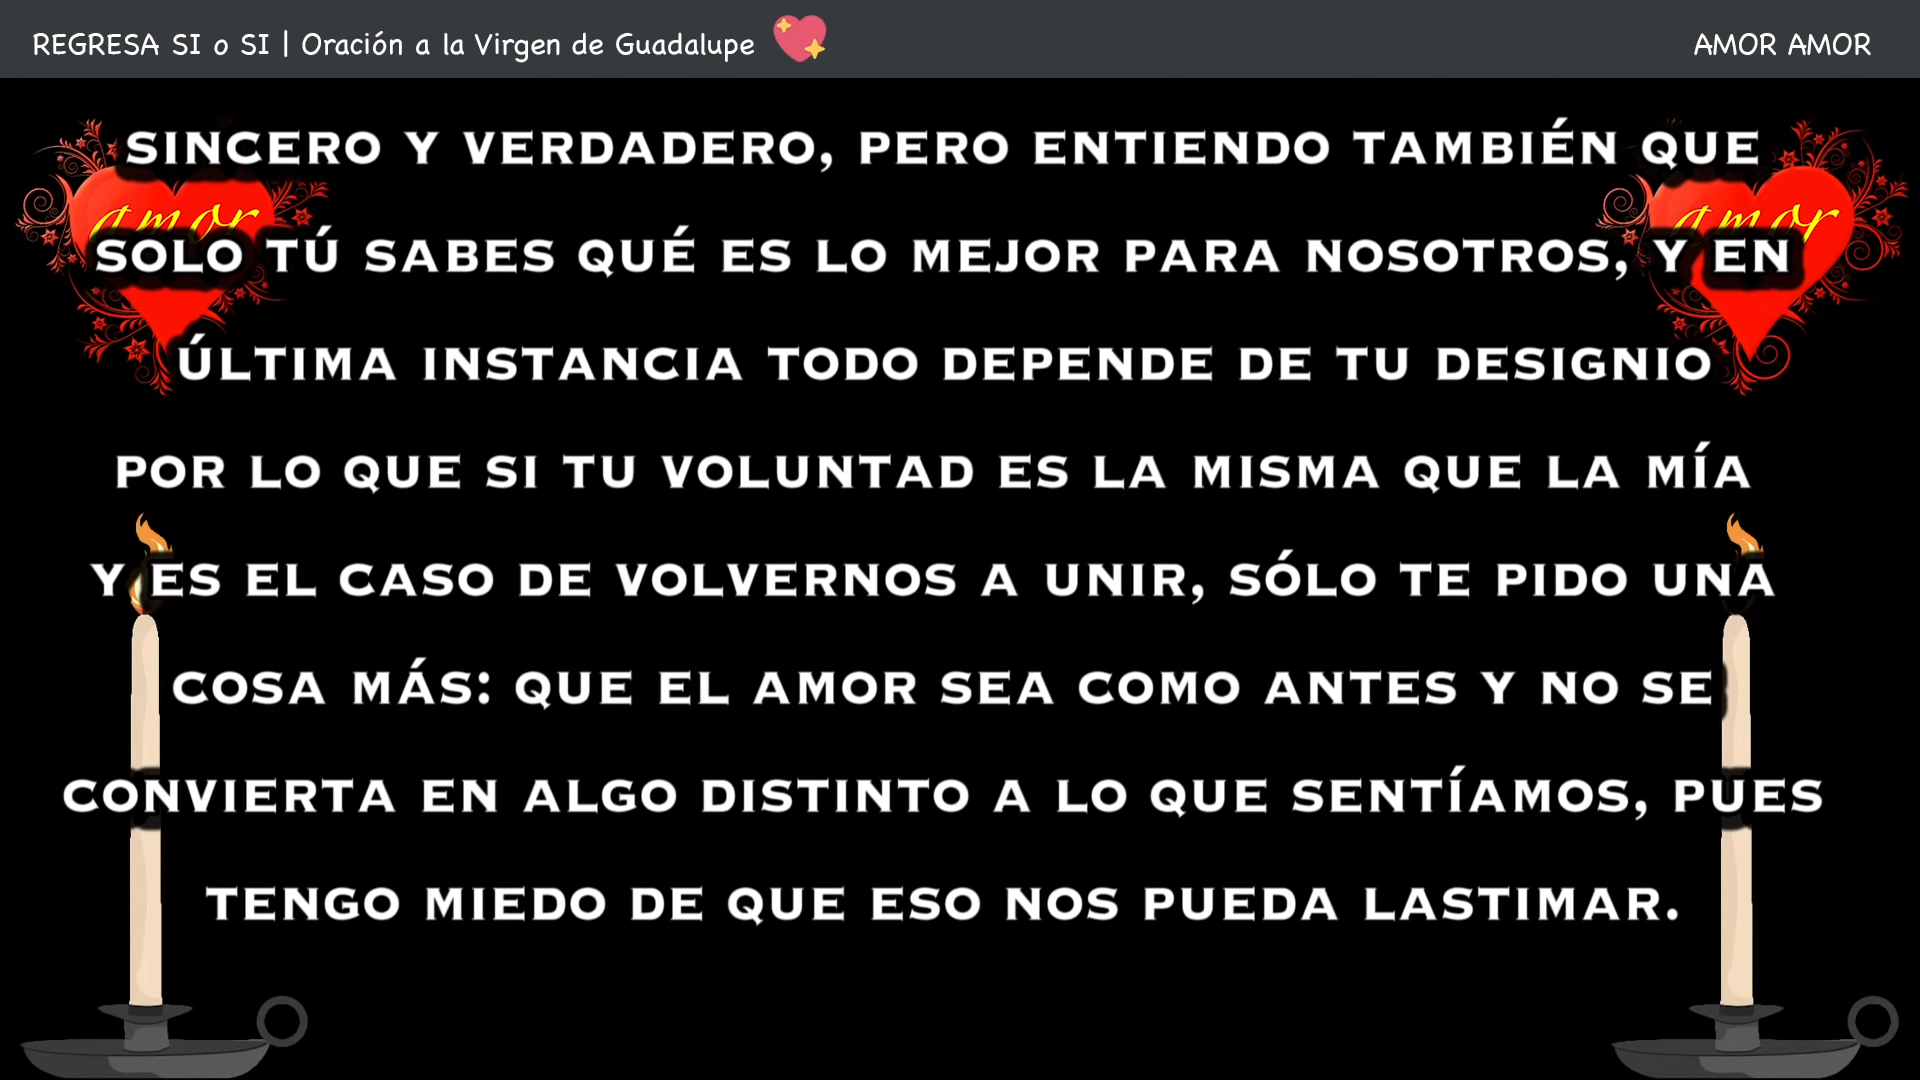 REGRESA SI o SI | Oración a la Virgen de Guadalupe
AMOR AMOR
amor
amor
SINCERO Y VERDADERO, PERO ENTIENDO TAMBIÉN QUE
SOLO TÚ SABES QUÉ ES LO MEJOR PARA NOSOTROS, Y EN
ÚLTIMA INSTANCIA TODO DEPENDE DE TU DESIGNIO
POR LO QUE SI TU VOLUNTAD ES LA MISMA QUE LA MÍA
Y ES EL CASO DE VOLVERNOS A UNIR, SÓLO TE PIDO UNA
COSA MÁS: QUE EL AMOR SEA COMO ANTES Y NO SE
CONVIERTA EN ALGO DISTINTO A LO QUE SENTÍAMOS, PUES
TENGO MIEDO DE QUE ESO NOS PUEDA LASTIMAR.